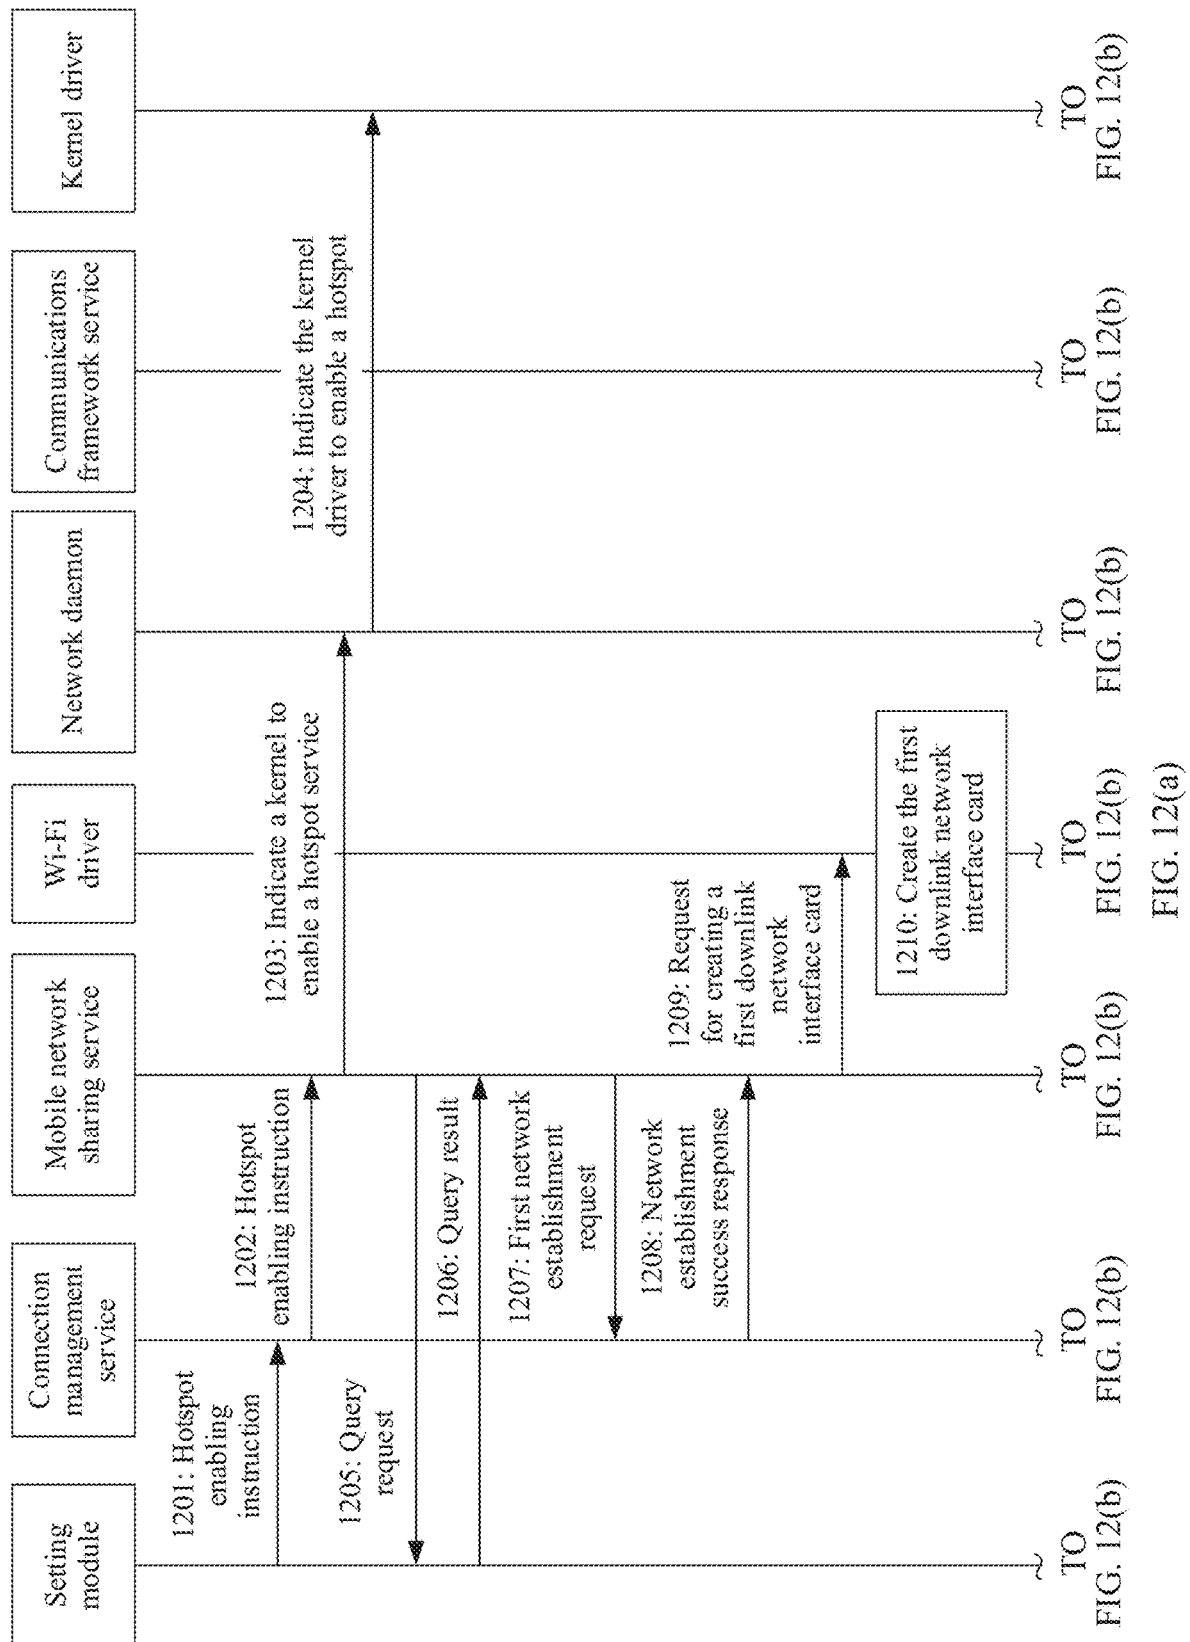 Setting
module
Connection
management
service
Mobile network
sharing service
Wi-Fi
driver
Network daemon
Communications
framework service
Kernel driver
1201: Hotspot
enabling
instruction
1202: Hotspot
enabling instruction
1203: Indicate a kernel to
enable a hotspot service
1204: Indicate the kernel
driver to enable a hotspot
1205: Query
request
1206: Query result
1207: First network
establishment
request
1208: Network
establishment
success response
1209: Request
for creating a
first downlink
network
interface card
1210: Create the first
downlink network
interface card
TO
FIG. 12(b)
TO
FIG. 12(b)
TO
FIG. 12(b)
TO
FIG. 12(b)
TO
FIG. 12(b)
TO
FIG. 12(b)
TO
FIG. 12(b)
FIG. 12(a)